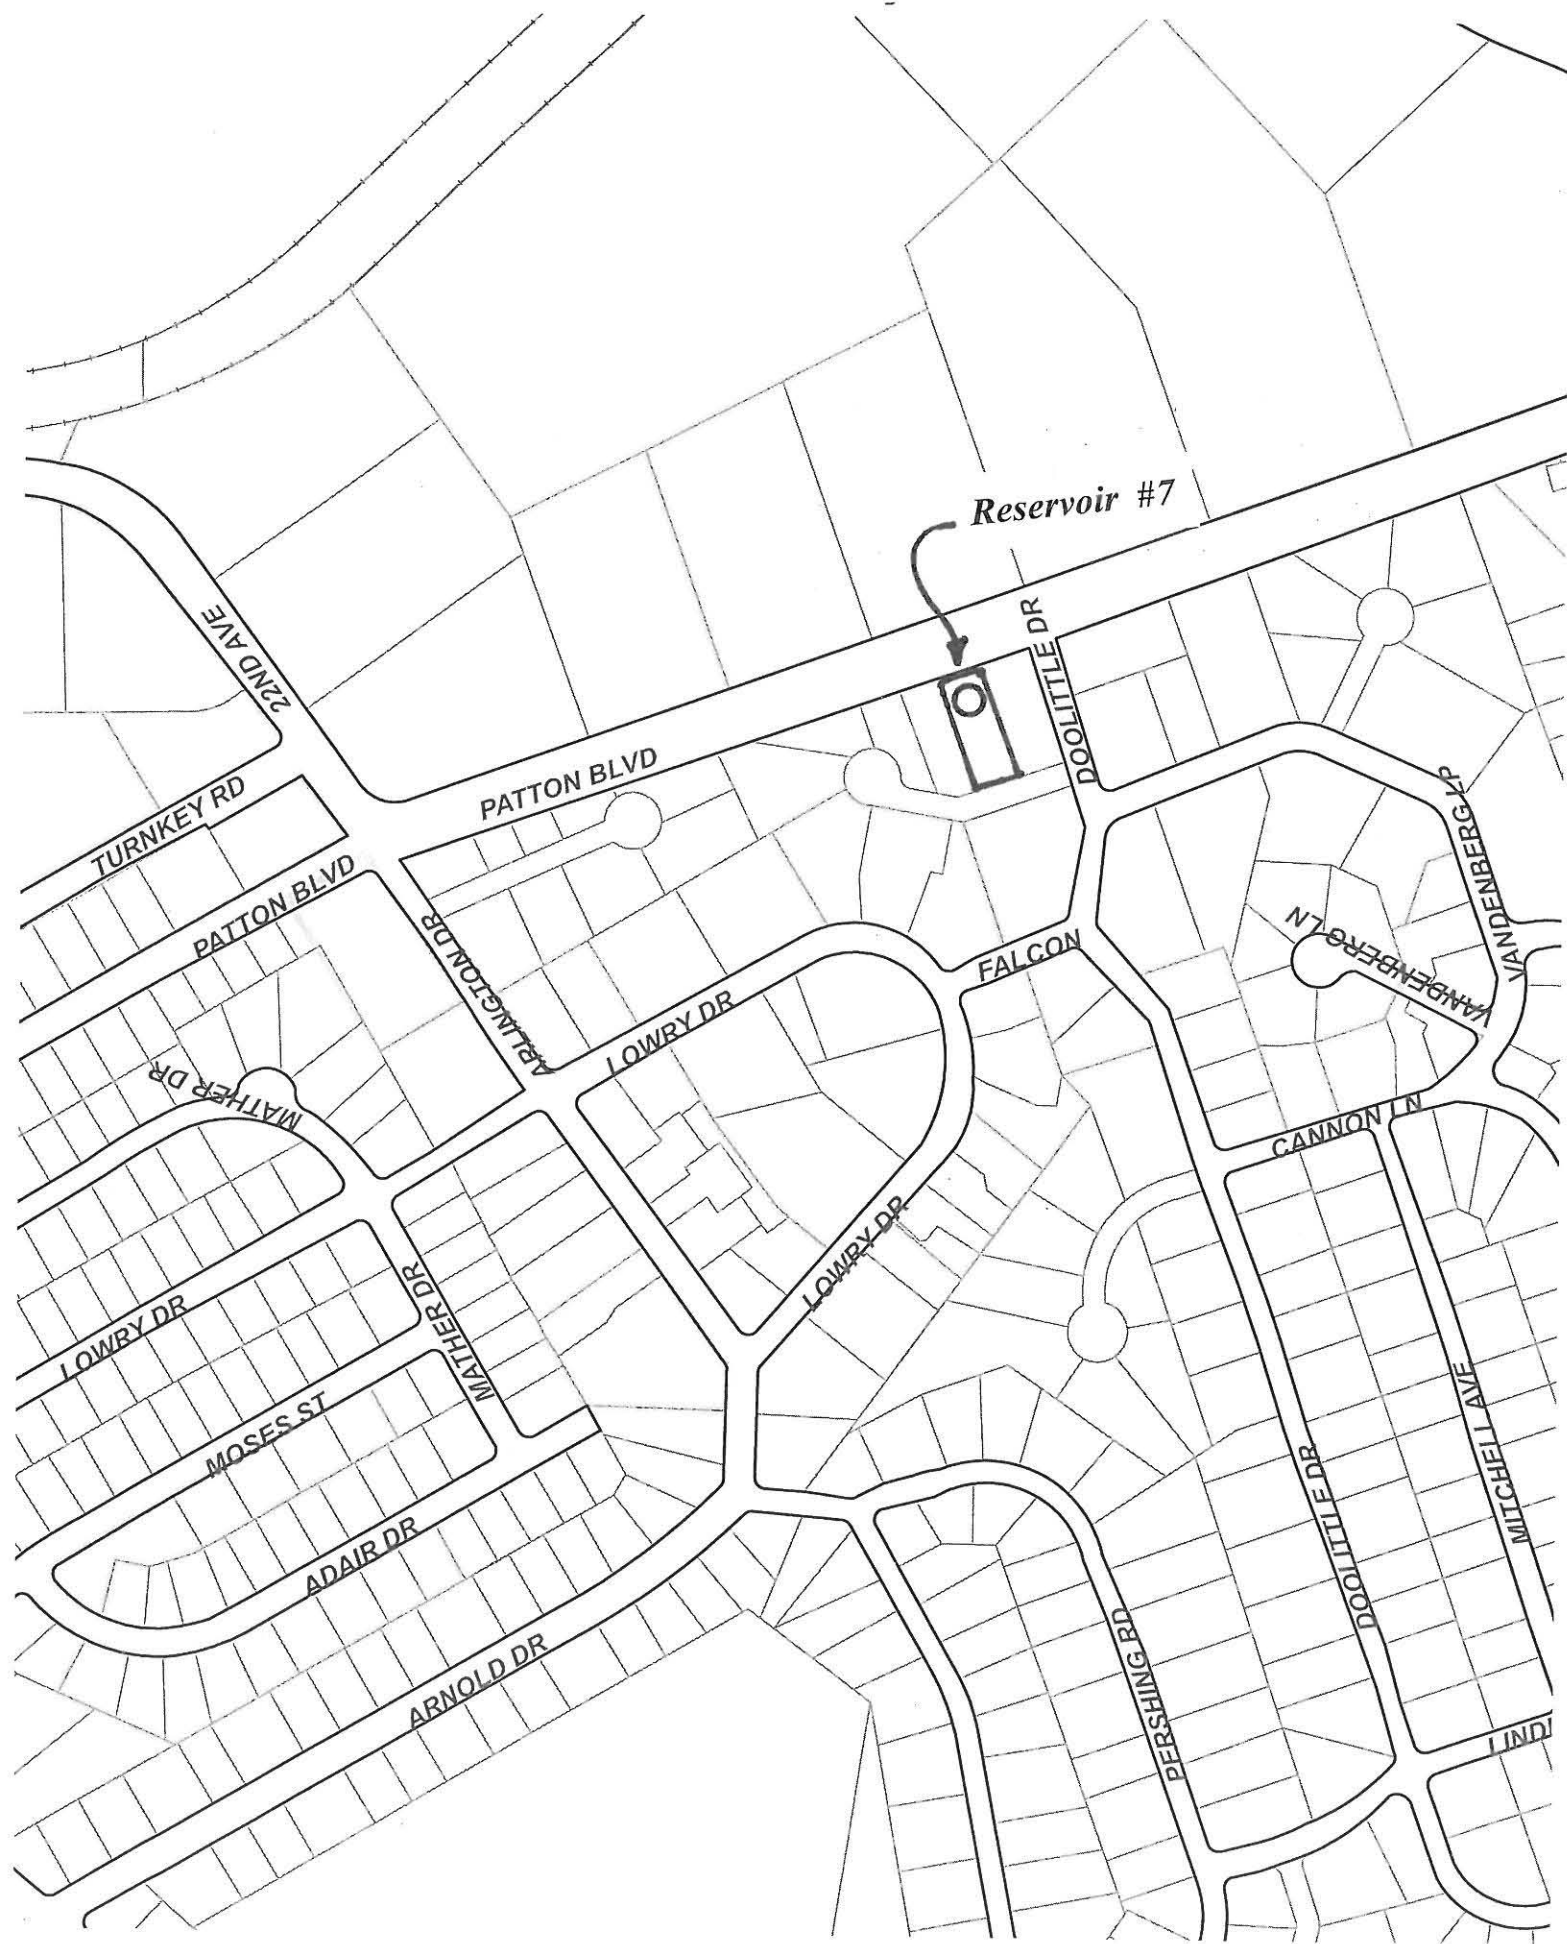 Reservoir #7
22ND AVE
DOOLITTLE DR
PATTON BLVD
TURNKEY RD
PATTON BLVD
VANDENBERG LP
ARLINGTON DR
FALCON
VANDENBERG LN
LOWRY DR
MATHER DR
CANNON LN
LOWRY DR
MATHER DR
LOWRY DR
MOSES ST
MITCHELL AVE
DOOLITTLE DR
ADAIR DR
ARNOLD DR
PERSHING RD
LIND